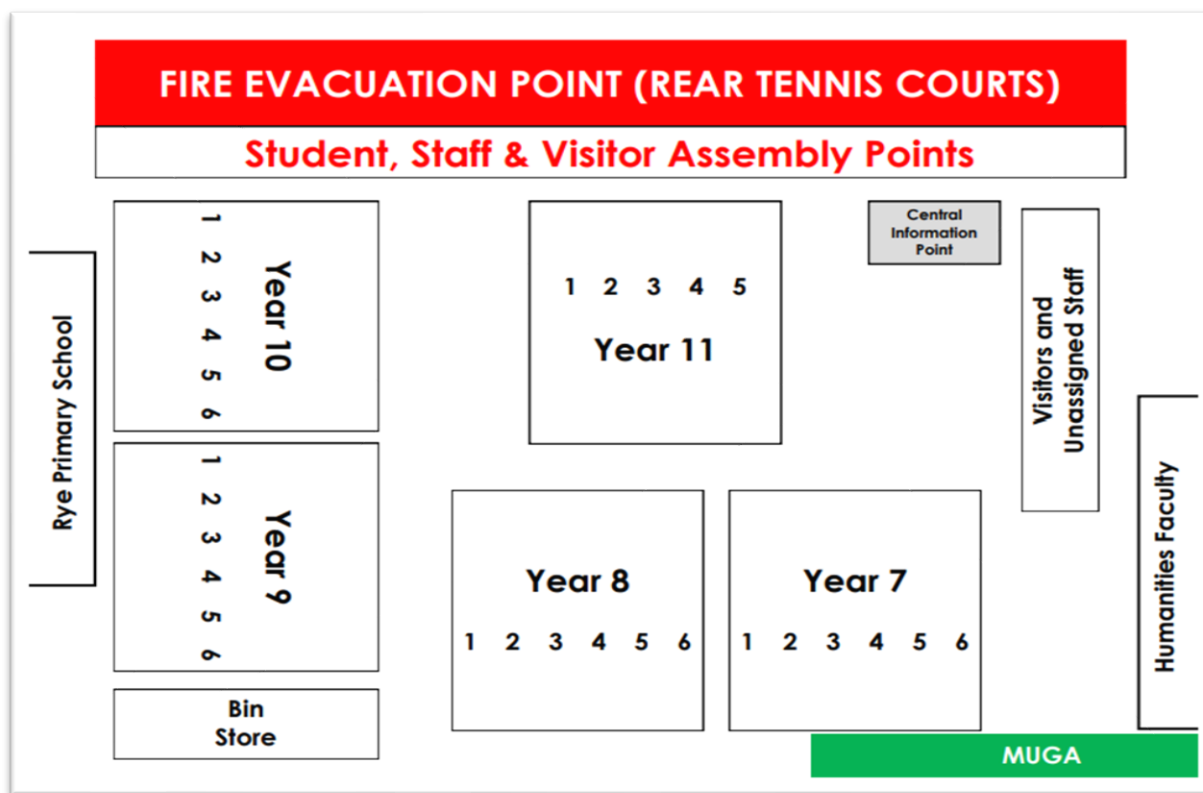 FIRE EVACUATION POINT (REAR TENNIS COURTS)
Student, Staff & Visitor Assembly Points
Rye Primary School
1
2
3
4
5
6
Year 10
1 2 3 4 5
Year 11
Central
Information
Point
Visitors and
Unassigned Staff
1
2
3
4
5
6
Year 9
Year 8
1 2 3 4 5 6
Year 7
1 2 3 4 5 6
Humanities Faculty
Bin
Store
MUGA